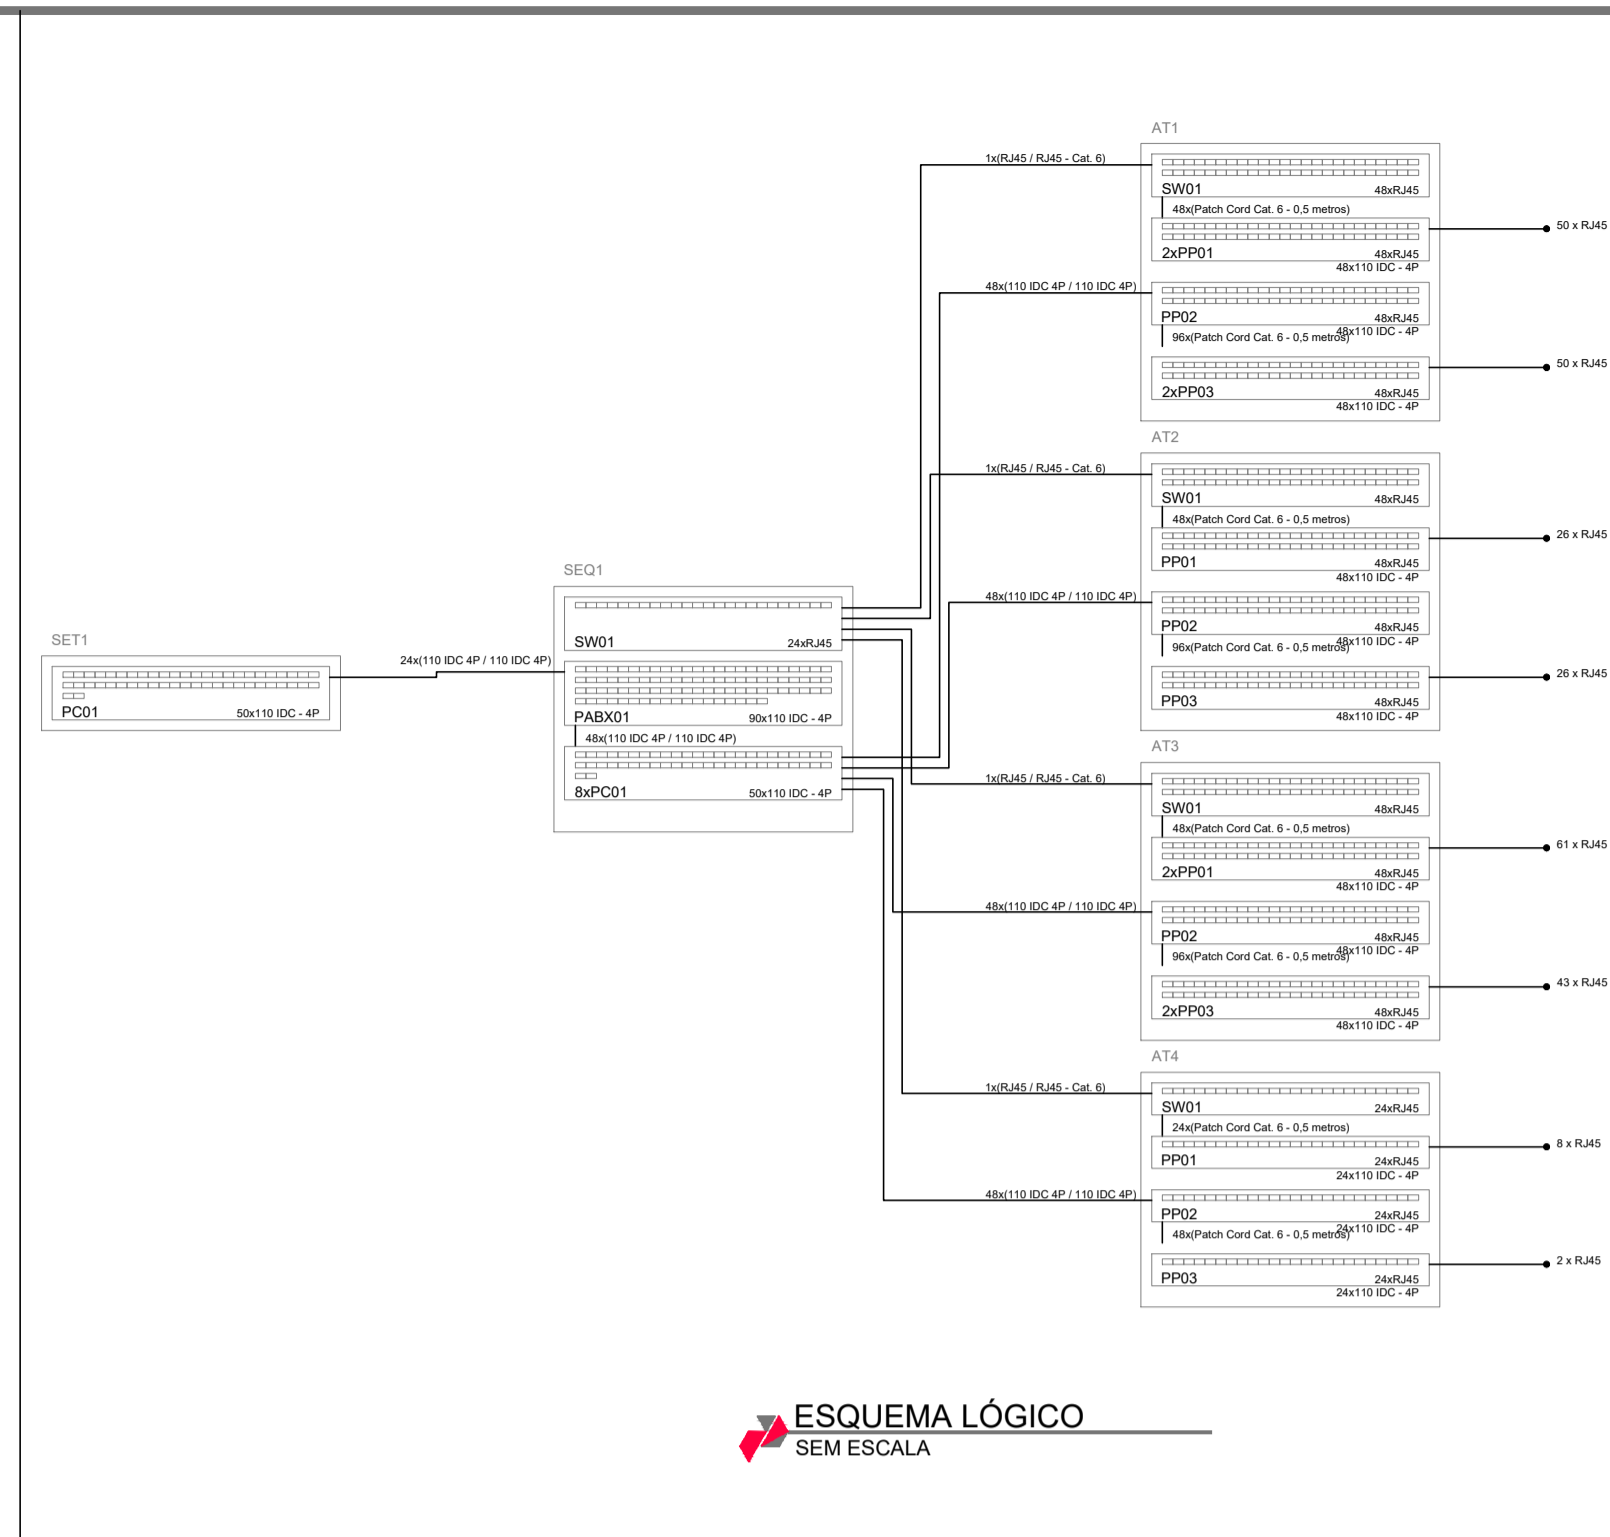 SET1
PC01
50x110 IDC - 4P
24x(110 IDC 4P / 110 IDC 4P)
SEQ1
SW01
24xRJ45
PABX01
90x110 IDC - 4P
48x(110 IDC 4P / 110 IDC 4P)
8xPC01
50x110 IDC - 4P
AT1
1x(RJ45 / RJ45 - Cat. 6)
SW01
48xRJ45
48x(Patch Cord Cat. 6 - 0,5 metros)
2xPP01
48xRJ45
48x110 IDC - 4P
50 x RJ45
48x(110 IDC 4P / 110 IDC 4P)
PP02
48xRJ45
48x110 IDC - 4P
96x(Patch Cord Cat. 6 - 0,5 metros)
2xPP03
48xRJ45
48x110 IDC - 4P
50 x RJ45
AT2
1x(RJ45 / RJ45 - Cat. 6)
SW01
48xRJ45
48x(Patch Cord Cat. 6 - 0,5 metros)
PP01
48xRJ45
48x110 IDC - 4P
26 x RJ45
48x(110 IDC 4P / 110 IDC 4P)
PP02
48xRJ45
48x110 IDC - 4P
96x(Patch Cord Cat. 6 - 0,5 metros)
PP03
48xRJ45
48x110 IDC - 4P
26 x RJ45
AT3
1x(RJ45 / RJ45 - Cat. 6)
SW01
48xRJ45
48x(Patch Cord Cat. 6 - 0,5 metros)
2xPP01
48xRJ45
48x110 IDC - 4P
61 x RJ45
48x(110 IDC 4P / 110 IDC 4P)
PP02
48xRJ45
48x110 IDC - 4P
96x(Patch Cord Cat. 6 - 0,5 metros)
2xPP03
48xRJ45
48x110 IDC - 4P
43 x RJ45
AT4
1x(RJ45 / RJ45 - Cat. 6)
SW01
24xRJ45
24x(Patch Cord Cat. 6 - 0,5 metros)
PP01
24xRJ45
24x110 IDC - 4P
8 x RJ45
48x(110 IDC 4P / 110 IDC 4P)
PP02
24xRJ45
24x110 IDC - 4P
48x(Patch Cord Cat. 6 - 0,5 metros)
PP03
24xRJ45
24x110 IDC - 4P
2 x RJ45
ESQUEMA LÓGICO
SEM ESCALA